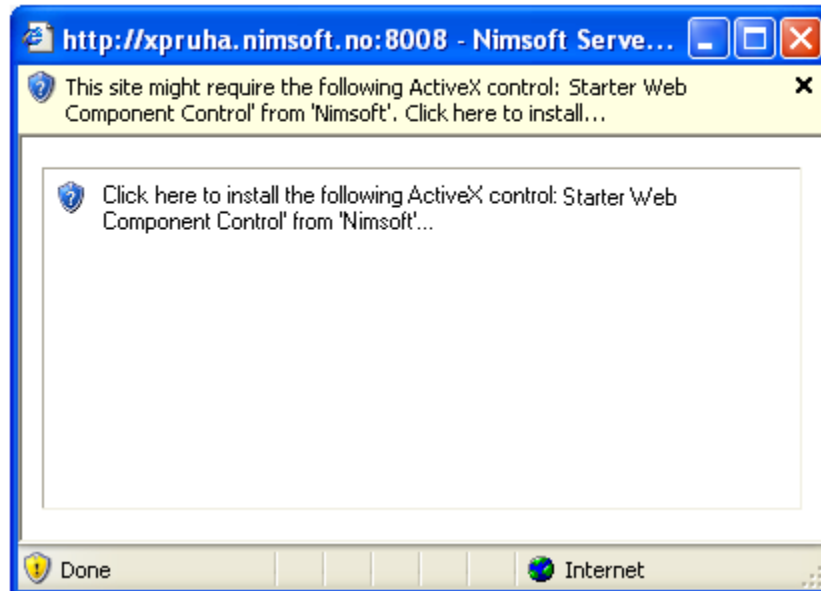 http://xpruha.nimsoft.no:8008 - Nimsoft Serve...
This site might require the following ActiveX control: Starter Web
Component Control' from 'Nimsoft'. Click here to install...
Click here to install the following ActiveX control: Starter Web
Component Control' from 'Nimsoft'...
Done
Internet